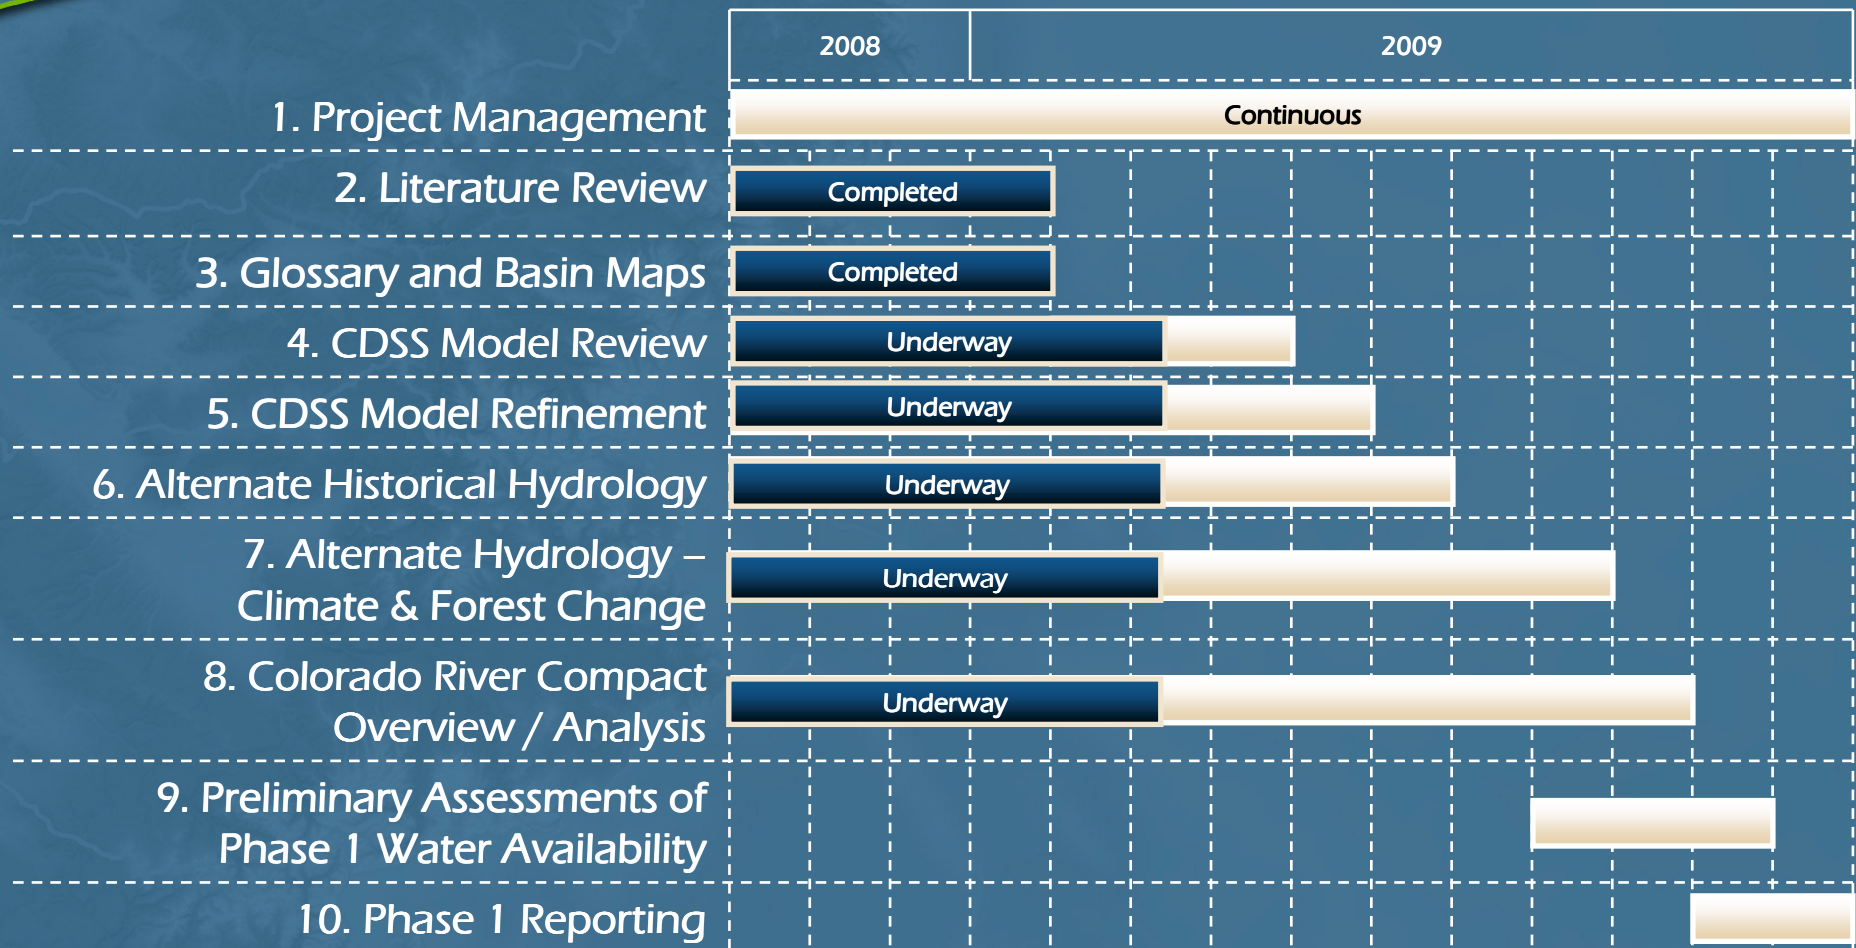 2008 2009
1. Project Management Continuous
2. Literature Review Completed
3. Glossary and Basin Maps Completed
4. CDSS Model Review Underway
5. CDSS Model Refinement Underway
6. Alternate Historical Hydrology Underway
7. Alternate Hydrology –
Climate & Forest Change
Underway
8. Colorado River Compact
Overview / Analysis
Underway
9. Preliminary Assessments of
Phase 1 Water Availability
10. Phase 1 Reporting